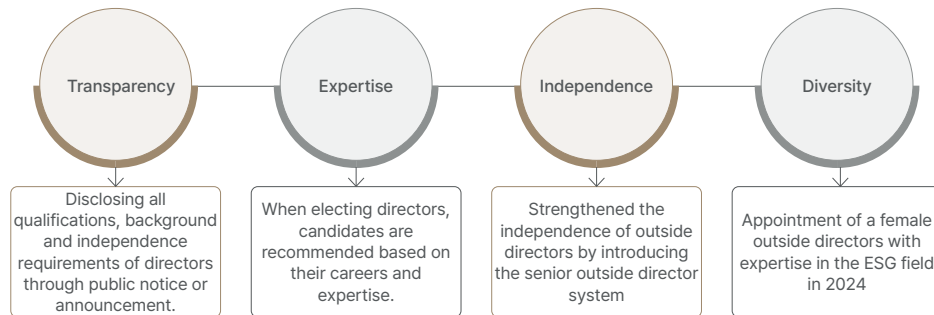 Transparency
Expertise
Independence
Diversity
Disclosing all
qualifications, background
and independence
requirements of directors
through public notice or
announcement.
When electing directors,
candidates are
recommended based on
their careers and
expertise.
Strengthened the
independence of outside
directors by introducing
the senior outside director
system
Appointment of a female
outside directors with
expertise in the ESG field
in 2024